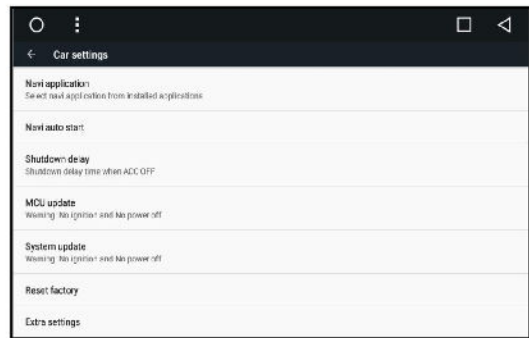 Car settings
Navi application
Select navi application from installed applications
Navi auto start
Shutdown delay
Shutdown delay time when ACC OFF
MCU update
Warning: No ignition and No power off
System update
Warning: No ignition and No power off
Reset factory
Extra settings